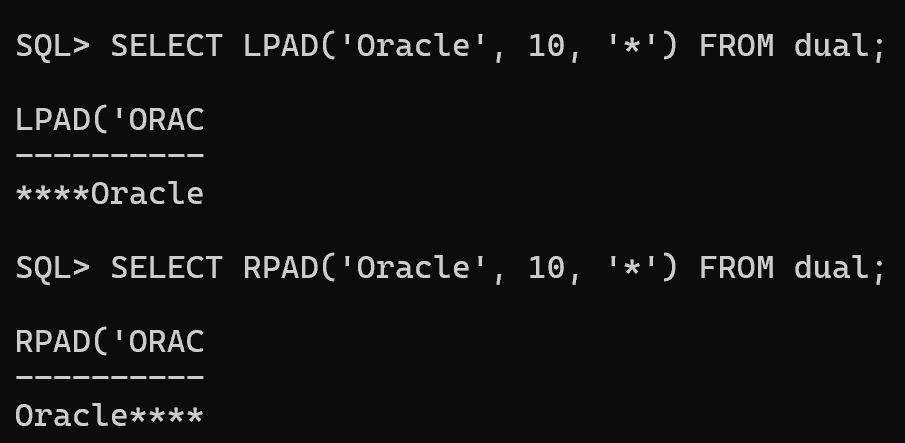 SQL> SELECT LPAD('Oracle', 10, '*') FROM dual;
LPAD('ORAC
----------
****Oracle
SQL> SELECT RPAD('Oracle', 10, '*') FROM dual;
RPAD('ORAC
----------
Oracle****